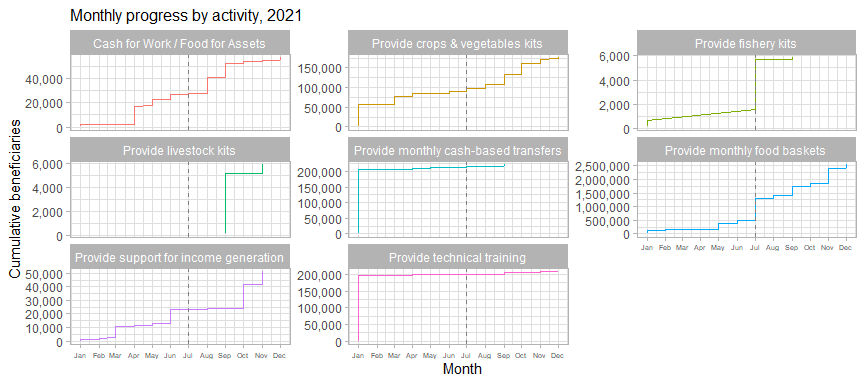 Monthly progress by activity, 2021
Cash for Work / Food for Assets
Provide crops & vegetables kits
Provide fishery kits
40,000
20,000
0
150,000
100,000
50,000
0
6,000
4,000
2,000
0
Provide livestock kits
Provide monthly cash-based transfers
Provide monthly food baskets
6,000
4,000
2,000
0
200,000
150,000
100,000
50,000
0
2,500,000
2,000,000
1,500,000
1,000,000
500,000
0
Jan Feb Mar Apr May Jun Jul Aug Sep Oct Nov Dec
Provide support for income generation
Provide technical training
50,000
40,000
30,000
20,000
10,000
0
200,000
150,000
100,000
50,000
0
Jan Feb Mar Apr May Jun Jul Aug Sep Oct Nov Dec
Jan Feb Mar Apr May Jun Jul Aug Sep Oct Nov Dec
Cumulative beneficiaries
Month